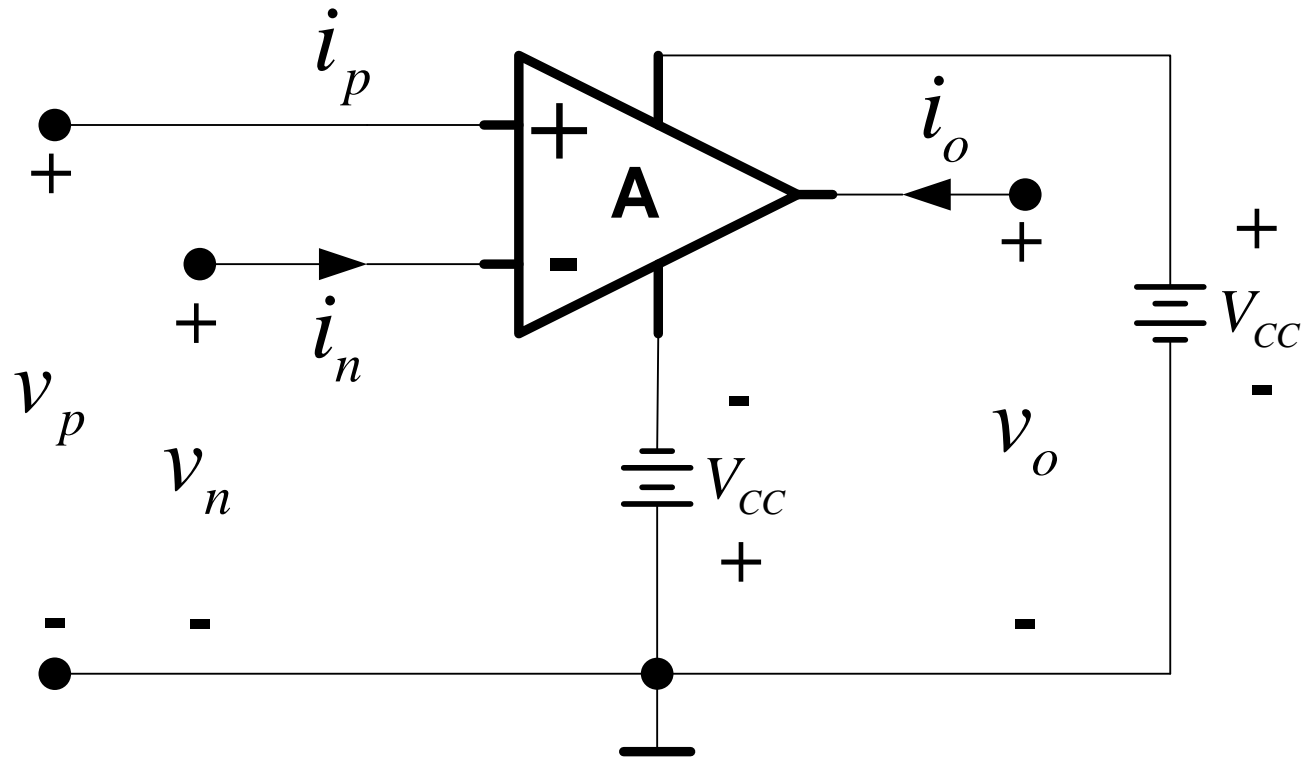 i_p
+
i_o
+
A
+
-
+
+
i_n
+
V_CC
-
v_p
-
v_o
v_n
V_CC
+
-
-
-